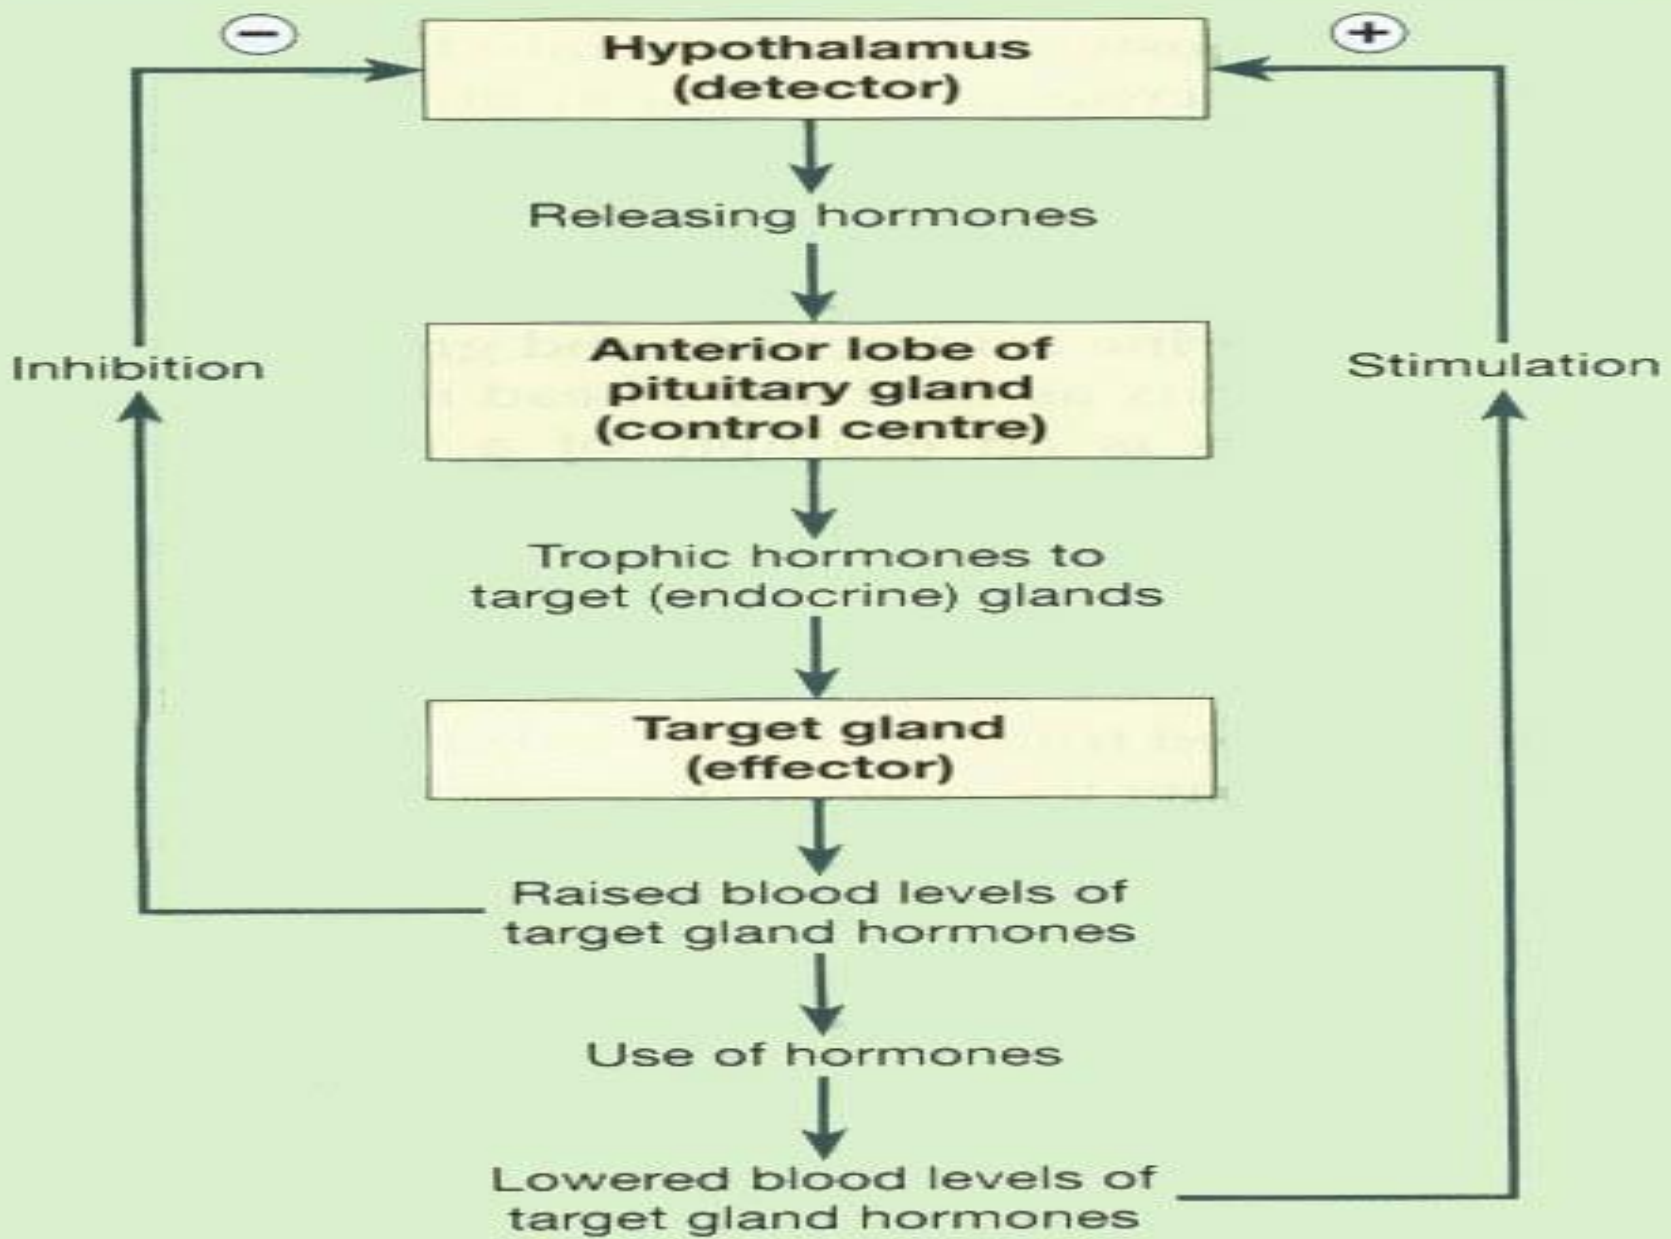 −
+
Hypothalamus
(detector)
Releasing hormones
Inhibition
Anterior lobe of
pituitary gland
(control centre)
Stimulation
Trophic hormones to
target (endocrine) glands
Target gland
(effector)
Raised blood levels of
target gland hormones
Use of hormones
Lowered blood levels of
target gland hormones